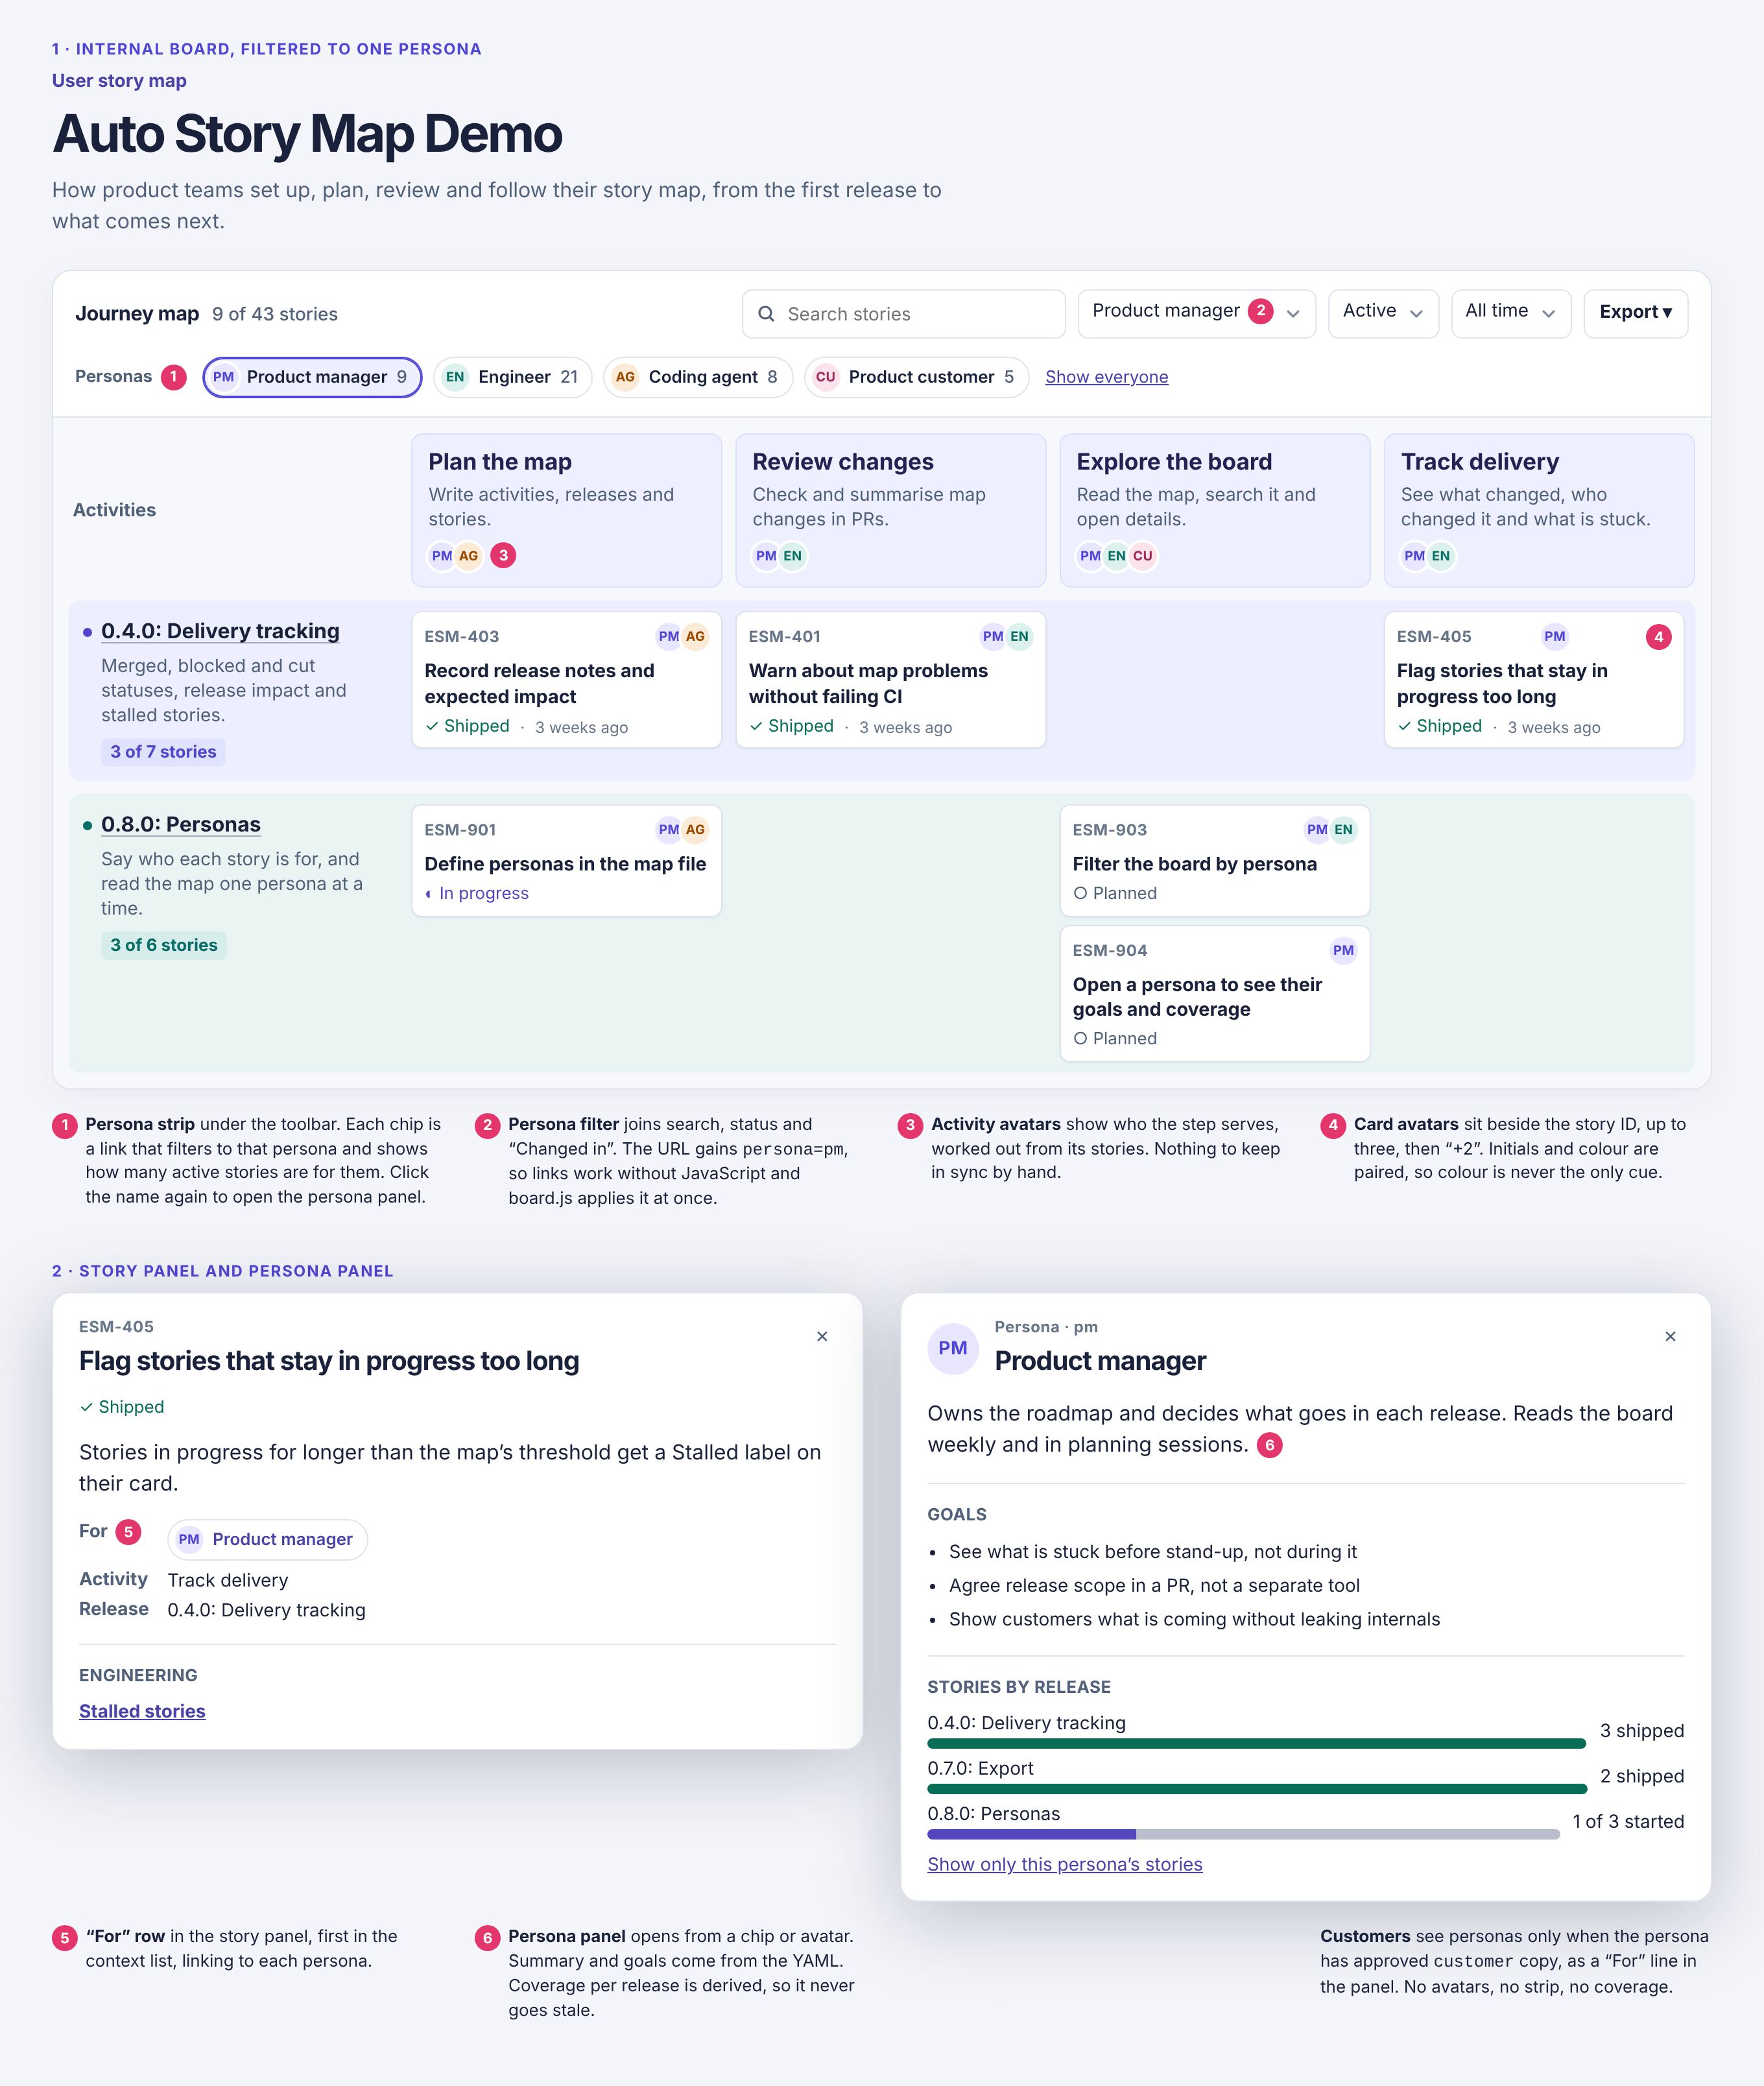 1 · INTERNAL BOARD, FILTERED TO ONE PERSONA
User story map
Auto Story Map Demo
How product teams set up, plan, review and follow their story map, from the first release to
what comes next.
Journey map 9 of 43 stories
Search stories
Product manager 2
Active
All time
Export ▾
Personas 1
PM Product manager 9
EN Engineer 21
AG Coding agent 8
CU Product customer 5
Show everyone
Activities
Plan the map
Write activities, releases and
stories.
PM AG 3
Review changes
Check and summarise map
changes in PRs.
PM EN
Explore the board
Read the map, search it and
open details.
PM EN CU
Track delivery
See what changed, who
changed it and what is stuck.
PM EN
0.4.0: Delivery tracking
Merged, blocked and cut
statuses, release impact and
stalled stories.
3 of 7 stories
ESM-403 PM AG
Record release notes and
expected impact
✓ Shipped · 3 weeks ago
ESM-401 PM EN
Warn about map problems
without failing CI
✓ Shipped · 3 weeks ago
ESM-405 PM 4
Flag stories that stay in
progress too long
✓ Shipped · 3 weeks ago
0.8.0: Personas
Say who each story is for, and
read the map one persona at a
time.
3 of 6 stories
ESM-901 PM AG
Define personas in the map file
In progress
ESM-903 PM EN
Filter the board by persona
Planned
ESM-904 PM
Open a persona to see their
goals and coverage
Planned
1 Persona strip under the toolbar. Each chip is
a link that filters to that persona and shows
how many active stories are for them. Click
the name again to open the persona panel.
2 Persona filter joins search, status and
“Changed in”. The URL gains persona=pm,
so links work without JavaScript and
board.js applies it at once.
3 Activity avatars show who the step serves,
worked out from its stories. Nothing to keep
in sync by hand.
4 Card avatars sit beside the story ID, up to
three, then “+2”. Initials and colour are
paired, so colour is never the only cue.
2 · STORY PANEL AND PERSONA PANEL
ESM-405
×
Flag stories that stay in progress too long
✓ Shipped
Stories in progress for longer than the map’s threshold get a Stalled label on
their card.
For 5 PM Product manager
Activity Track delivery
Release 0.4.0: Delivery tracking
ENGINEERING
Stalled stories
PM
Persona · pm
×
Product manager
Owns the roadmap and decides what goes in each release. Reads the board
weekly and in planning sessions. 6
GOALS
• See what is stuck before stand-up, not during it
• Agree release scope in a PR, not a separate tool
• Show customers what is coming without leaking internals
STORIES BY RELEASE
0.4.0: Delivery tracking
3 shipped
0.7.0: Export
2 shipped
0.8.0: Personas
1 of 3 started
Show only this persona’s stories
5 “For” row in the story panel, first in the
context list, linking to each persona.
6 Persona panel opens from a chip or avatar.
Summary and goals come from the YAML.
Coverage per release is derived, so it never
goes stale.
Customers see personas only when the persona
has approved customer copy, as a “For” line in
the panel. No avatars, no strip, no coverage.